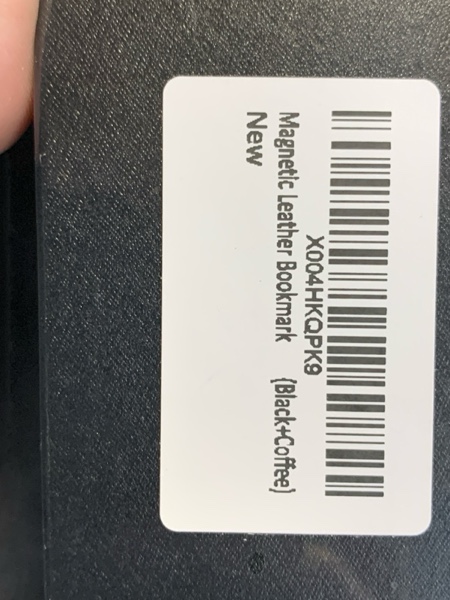 X004HKQPK9
Magnetic Leather Bookmark (Black+Coffee)
New